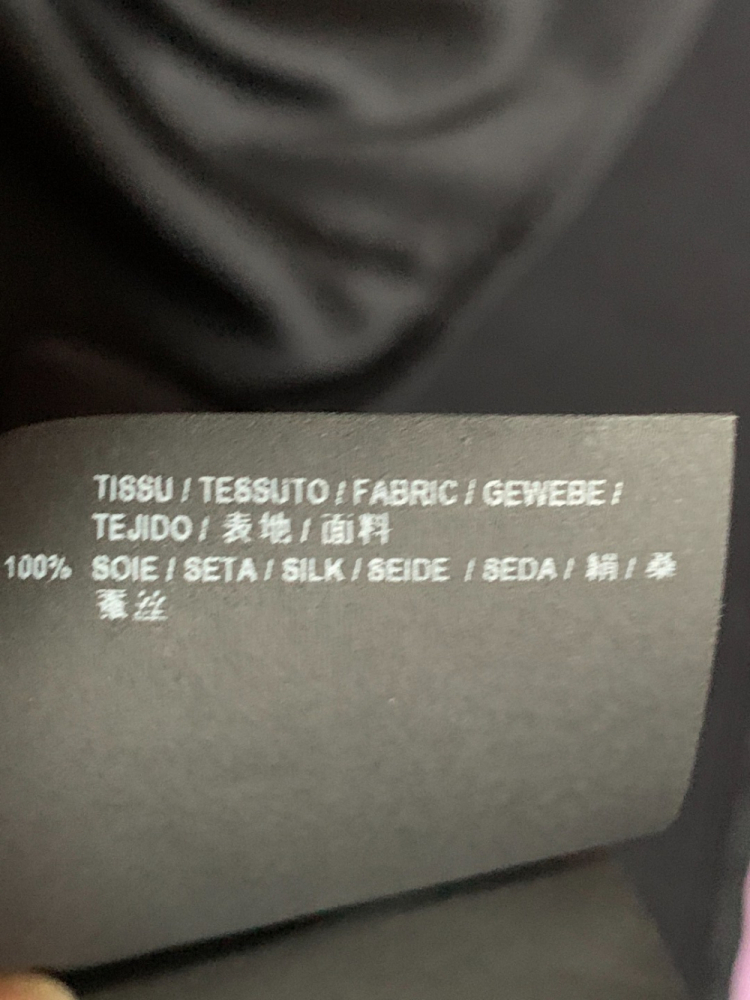 TISSU / TESSUTO / FABRIC / GEWEBE /
TEJIDO / 表地 / 面料
100% SOIE / SETA / SILK / SEIDE / SEDA / 絹 / 桑
蚕丝